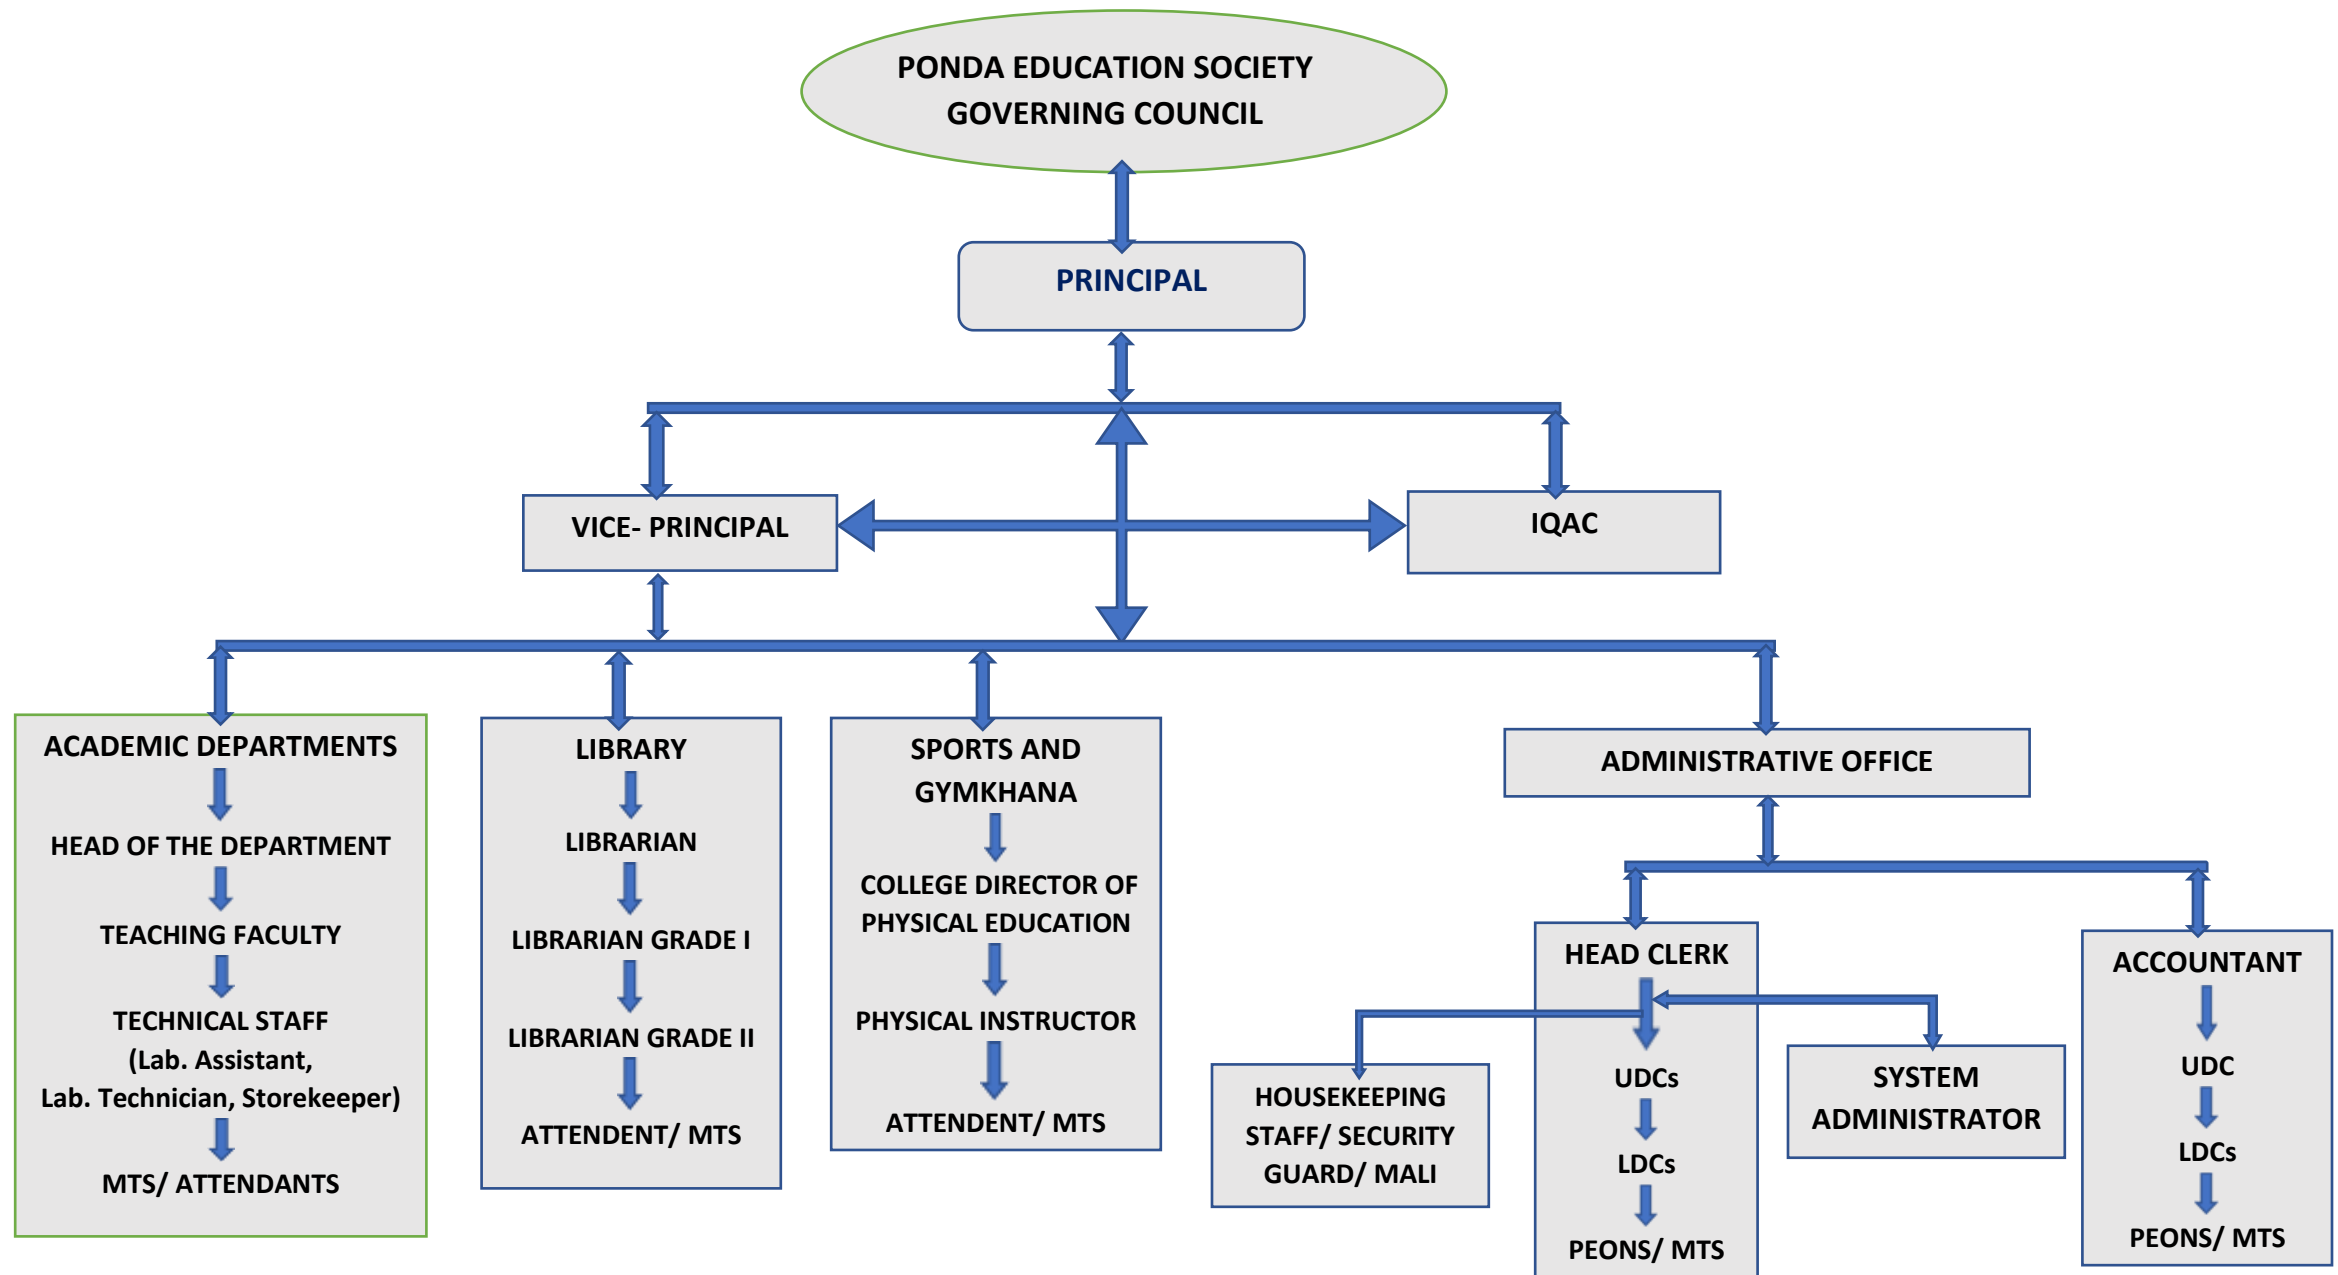 PONDA EDUCATION SOCIETY
GOVERNING COUNCIL
PRINCIPAL
VICE- PRINCIPAL
IQAC
ACADEMIC DEPARTMENTS
HEAD OF THE DEPARTMENT
TEACHING FACULTY
TECHNICAL STAFF
(Lab. Assistant,
Lab. Technician, Storekeeper)
MTS/ ATTENDANTS
LIBRARY
LIBRARIAN
LIBRARIAN GRADE I
LIBRARIAN GRADE II
ATTENDENT/ MTS
SPORTS AND
GYMKHANA
COLLEGE DIRECTOR OF
PHYSICAL EDUCATION
PHYSICAL INSTRUCTOR
ATTENDENT/ MTS
ADMINISTRATIVE OFFICE
HOUSEKEEPING
STAFF/ SECURITY
GUARD/ MALI
HEAD CLERK
UDCs
LDCs
PEONS/ MTS
SYSTEM
ADMINISTRATOR
ACCOUNTANT
UDC
LDCs
PEONS/ MTS